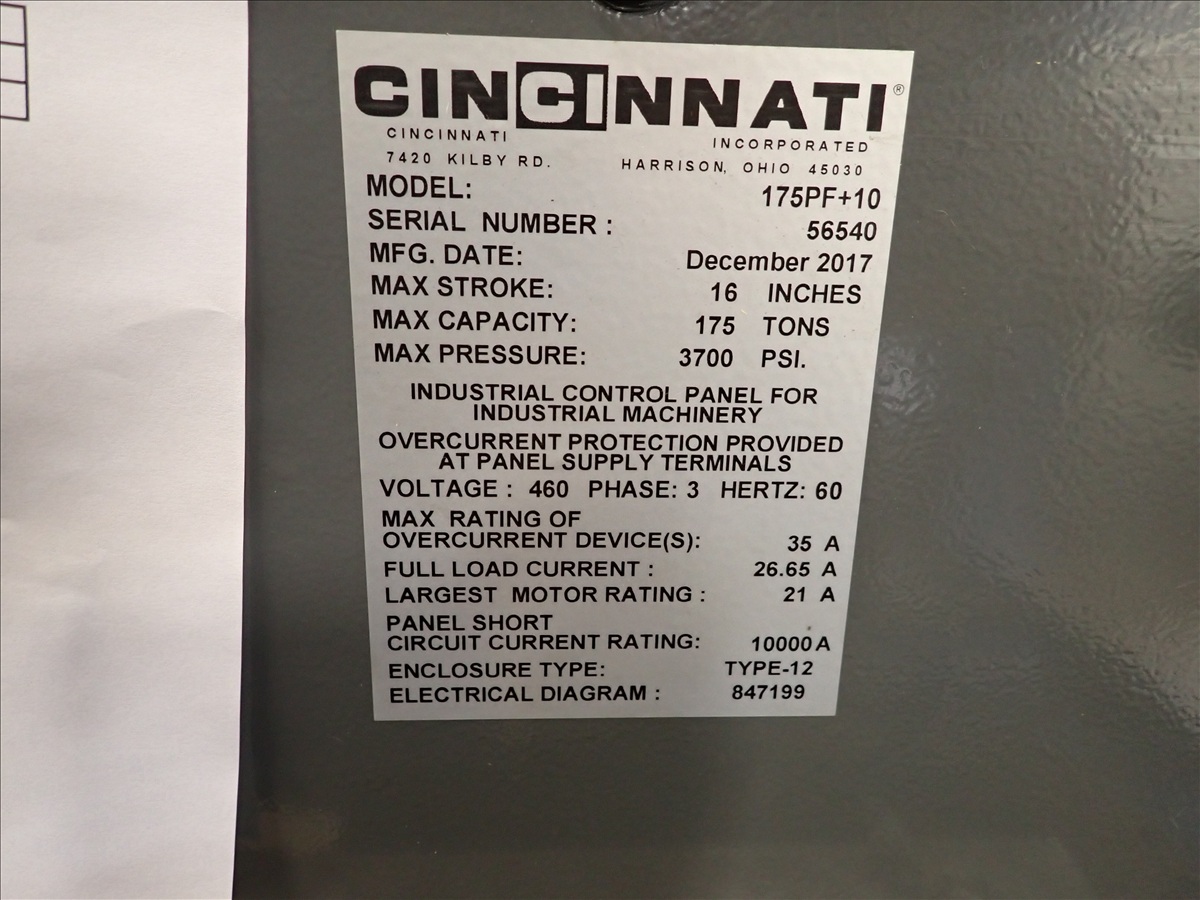 CINCINNATI®
CINCINNATI INCORPORATED
7420 KILBY RD. HARRISON, OHIO 45030
MODEL: 175PF+10
SERIAL NUMBER : 56540
MFG. DATE: December 2017
MAX STROKE: 16 INCHES
MAX CAPACITY: 175 TONS
MAX PRESSURE: 3700 PSI.
INDUSTRIAL CONTROL PANEL FOR
INDUSTRIAL MACHINERY
OVERCURRENT PROTECTION PROVIDED
AT PANEL SUPPLY TERMINALS
VOLTAGE : 460 PHASE: 3 HERTZ: 60
MAX RATING OF
OVERCURRENT DEVICE(S): 35 A
FULL LOAD CURRENT : 26.65 A
LARGEST MOTOR RATING : 21 A
PANEL SHORT
CIRCUIT CURRENT RATING: 10000 A
ENCLOSURE TYPE: TYPE-12
ELECTRICAL DIAGRAM : 847199